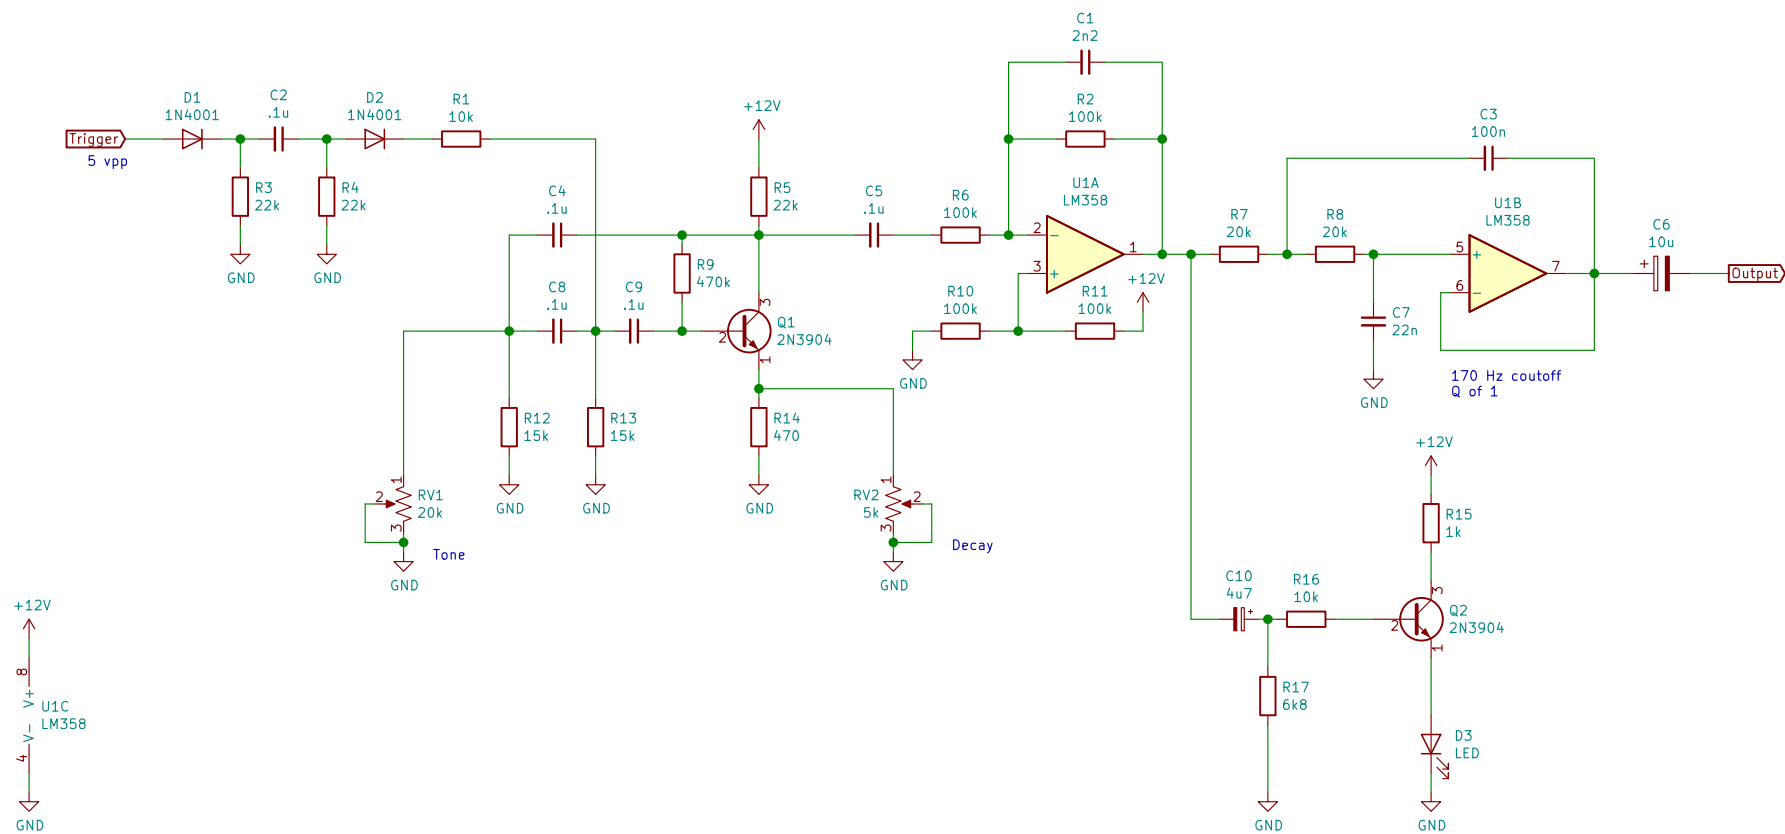 C1
2n2
D1
1N4001
C2
.1u
D2
1N4001
R1
10k
+12V
R2
100k
C3
100n
Trigger
5 vpp
R3
22k
R4
22k
C4
.1u
R5
22k
C5
.1u
R6
100k
U1A
LM358
R7
20k
R8
20k
U1B
LM358
C6
10u
2
3
1
5
6
7
+
Output
GND
GND
R9
470k
C8
.1u
C9
.1u
3
2
1
Q1
2N3904
R10
100k
R11
100k
+12V
C7
22n
GND
GND
170 Hz coutoff
Q of 1
R12
15k
R13
15k
R14
470
GND
GND
GND
1
2
3
RV1
20k
Tone
GND
RV2
5k
1
2
3
Decay
GND
+12V
R15
1k
C10
4u7
+
R16
10k
3
2
1
Q2
2N3904
R17
6k8
D3
LED
GND
GND
+12V
8
V+
U1C
LM358
V-
4
GND